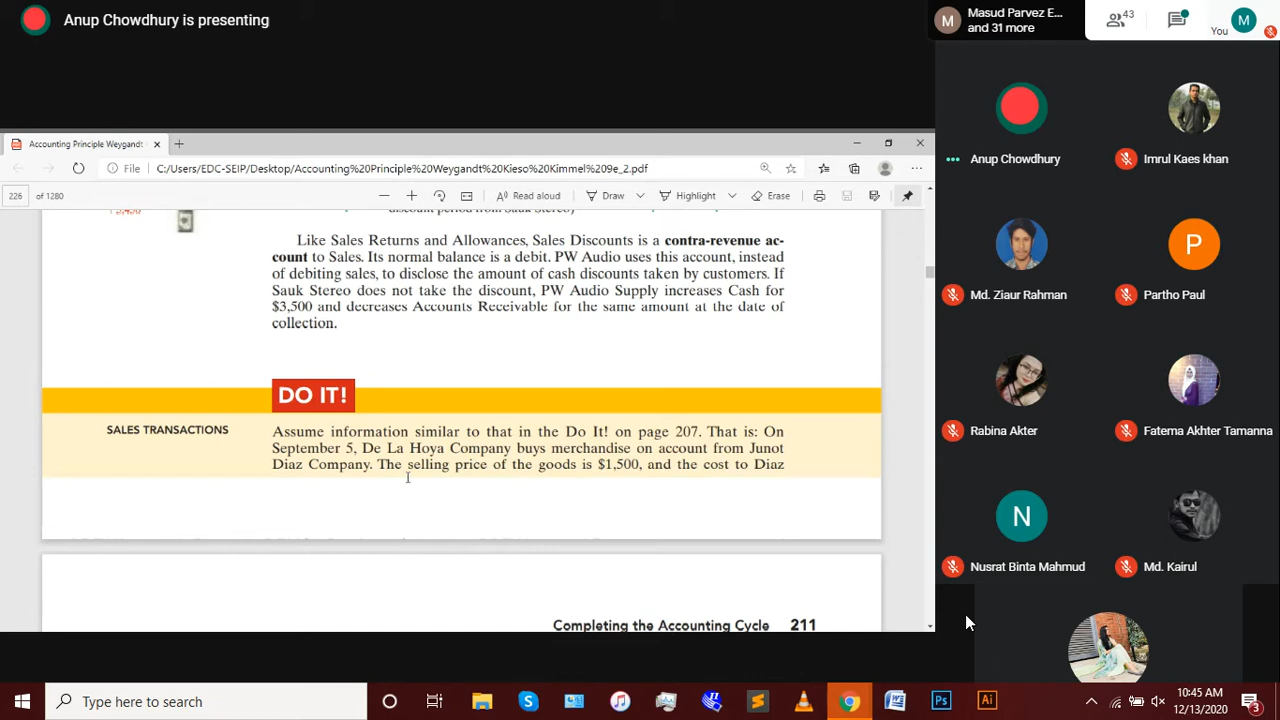 Anup Chowdhury is presenting
Masud Parvez E...
M
and 31 more
43
You
M
Accounting Principle Weygandt
File
C:/Users/EDC-SEIP/Desktop/Accounting%20Principle%20Weygandt%20Kieso%20Kimmel%209e_2.pdf
226 of 1280
Read aloud
Draw
Highlight
Erase
discount period from Sauk Stereo)
Like Sales Returns and Allowances, Sales Discounts is a contra-revenue ac-
count to Sales. Its normal balance is a debit. PW Audio uses this account, instead
of debiting sales, to disclose the amount of cash discounts taken by customers. If
Sauk Stereo does not take the discount, PW Audio Supply increases Cash for
$3,500 and decreases Accounts Receivable for the same amount at the date of
collection.
DO IT!
SALES TRANSACTIONS
Assume information similar to that in the Do It! on page 207. That is: On
September 5, De La Hoya Company buys merchandise on account from Junot
Diaz Company. The selling price of the goods is $1,500, and the cost to Diaz
Completing the Accounting Cycle 211
Anup Chowdhury
Imrul Kaes khan
Md. Ziaur Rahman
P
Partho Paul
Rabina Akter
Fatema Akhter Tamanna
N
Nusrat Binta Mahmud
Md. Kairul
Type here to search
Ps
Ai
10:45 AM
12/13/2020
3